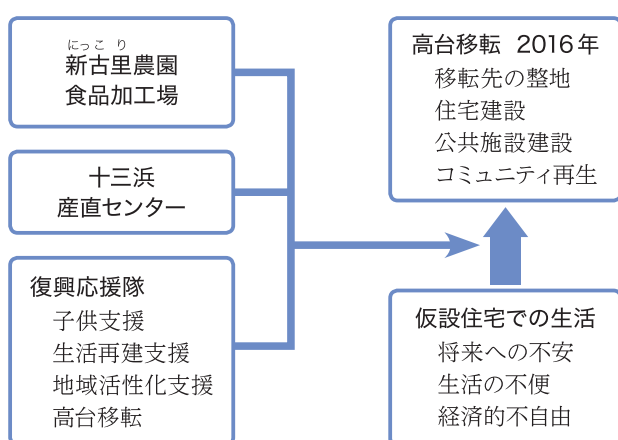 にっこり
新古里農園
食品加工場
十三浜
産直センター
復興応援隊
子供支援
生活再建支援
地域活性化支援
高台移転
高台移転 2016年
移転先の整地
住宅建設
公共施設建設
コミュニティ再生
仮設住宅での生活
将来への不安
生活の不便
経済的不自由